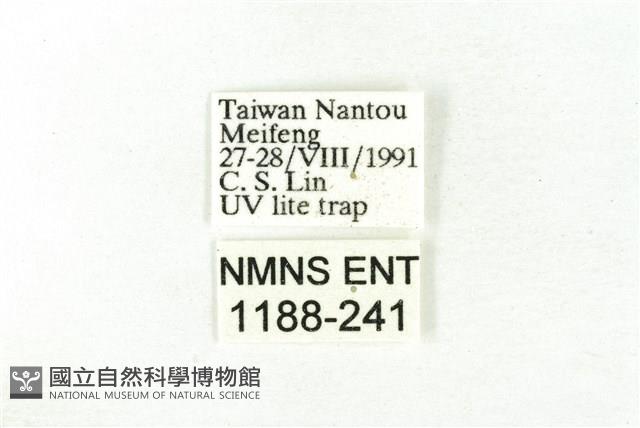 Taiwan Nantou
Meifeng
27-28/VIII/1991
C. S. Lin
UV lite trap
NMNS ENT
1188-241
國立自然科學博物館
NATIONAL MUSEUM OF NATURAL SCIENCE